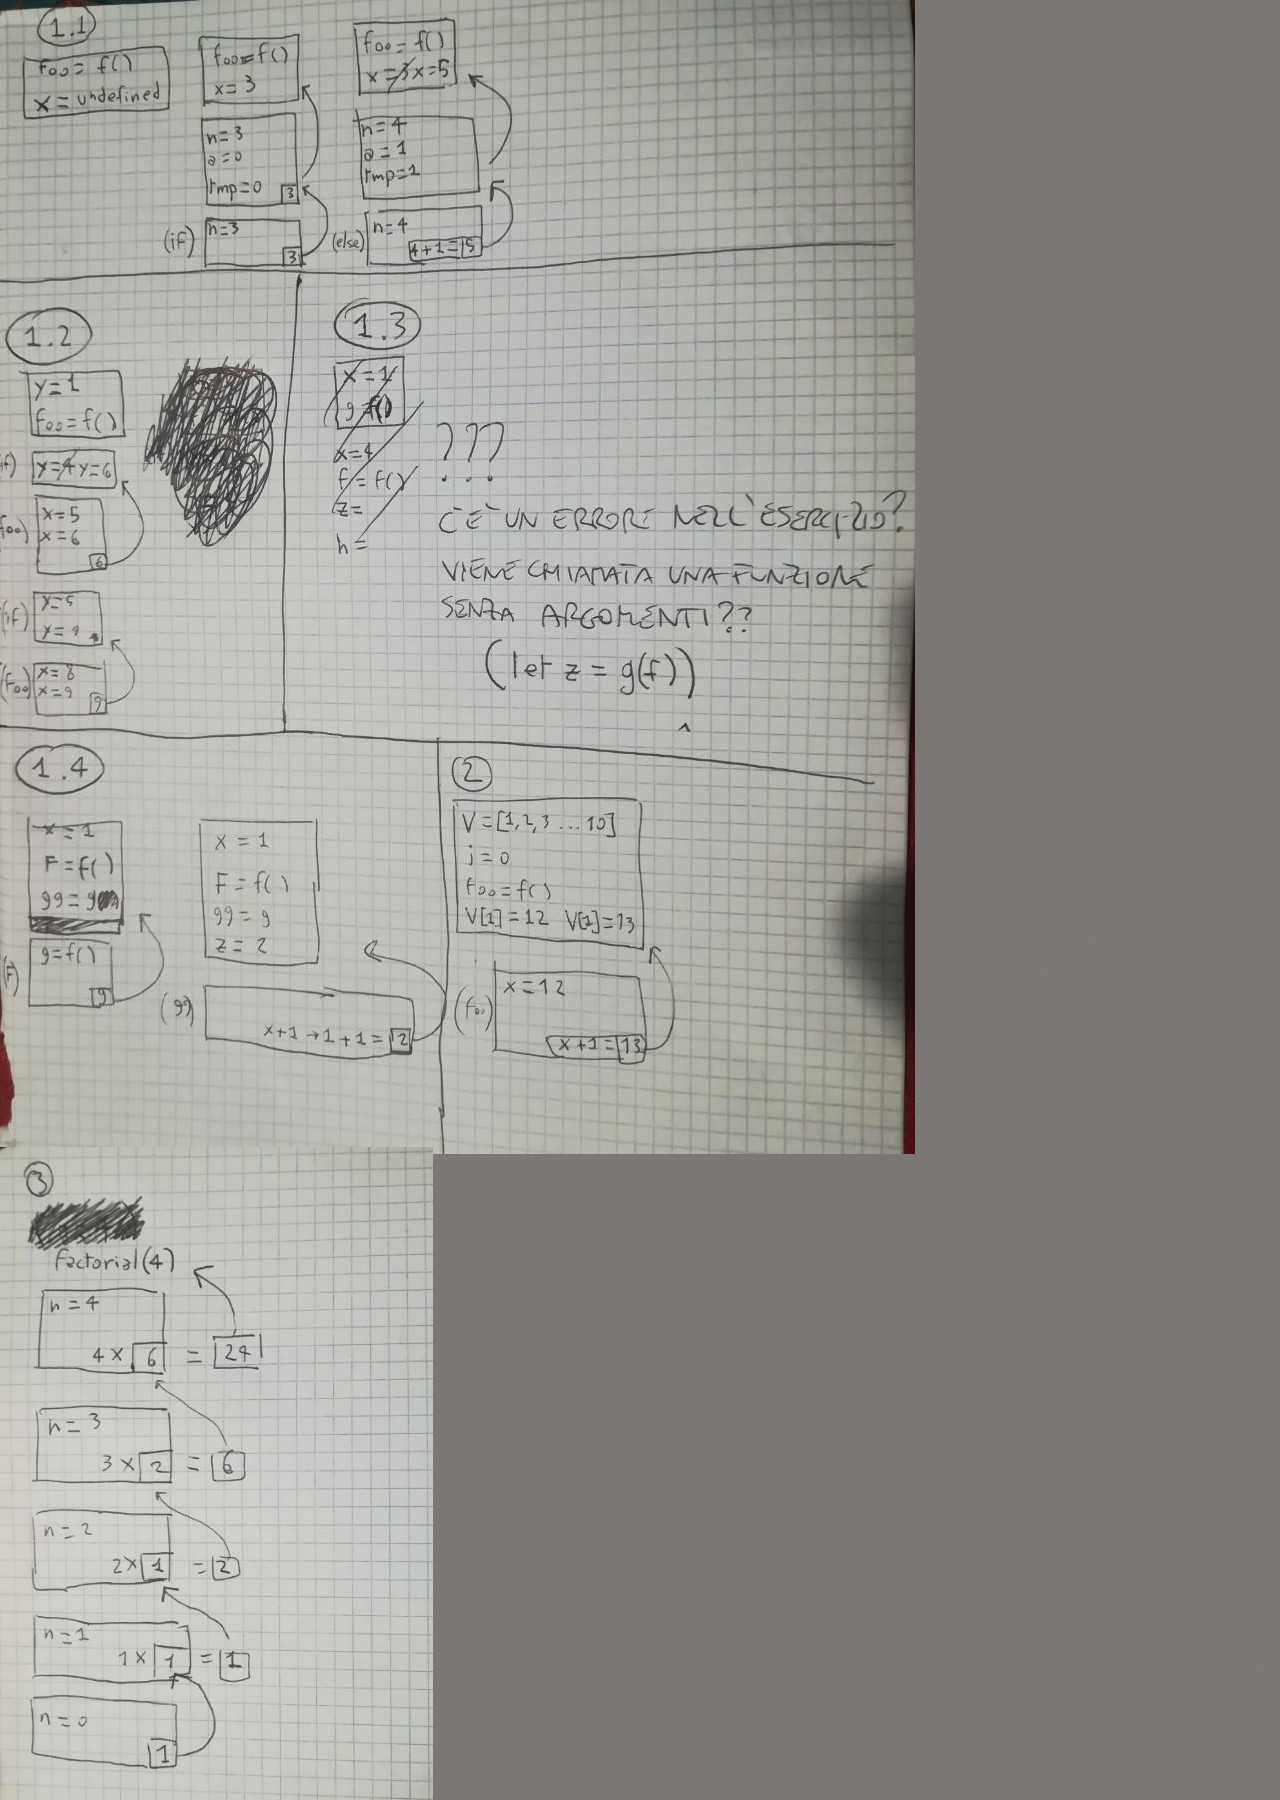 1.1
foo = f()
x = undefined
foo = f()
x = 3
n=3
a=0
tmp=0
3
(if)
n=3
3
foo = f()
x=3 x=5
n=4
a=1
tmp=1
(else)
n=4
4+1= 5
1.2
y=1
foo = f()
if)
y=4 y=6
foo)
x=5
x=6
6
(if)
y=5
y=9
(foo)
x=8
x=9
9
1.3
x=1
g=f()
x=4
f=f()
z=
h=
???
C'È UN ERRORE NELL'ESERCIZIO?
VIENE CHIAMATA UNA FUNZIONE
SENZA ARGOMENTI??
(let z = g(f))
^
1.4
x = 1
F = f()
gg = g
(F)
g=f()
g
x = 1
F = f()
gg = g
z = 2
(gg)
x+1→1+1= 2
2
V=[1,2,3 ...10]
i=0
foo = f()
V[1]=12 V[1]=13
(foo)
x=12
x+1= 13
3
factorial(4)
n=4
4 x 6 = 24
n=3
3 x 2 = 6
n=2
2x 1 = 2
n=1
1x 1 = 1
n=0
1